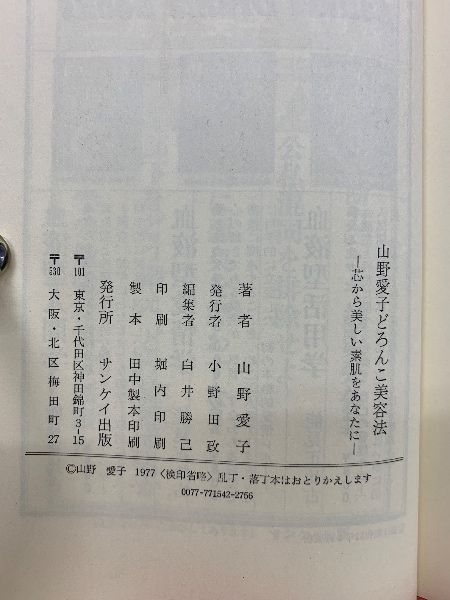 山野愛子どろんこ美容法
―芯から美しい素肌をあなたに―
著者 山野愛子
発行者 小野田政
編集者 白井勝己
印刷 堀内印刷
製本 田中製本印刷
発行所 サンケイ出版
〒101 東京・千代田区神田錦町3-15
〒530 大阪・北区梅田町27
©山野 愛子 1977〈検印省略〉乱丁・落丁本はおとりかえします
0077-771542-2756